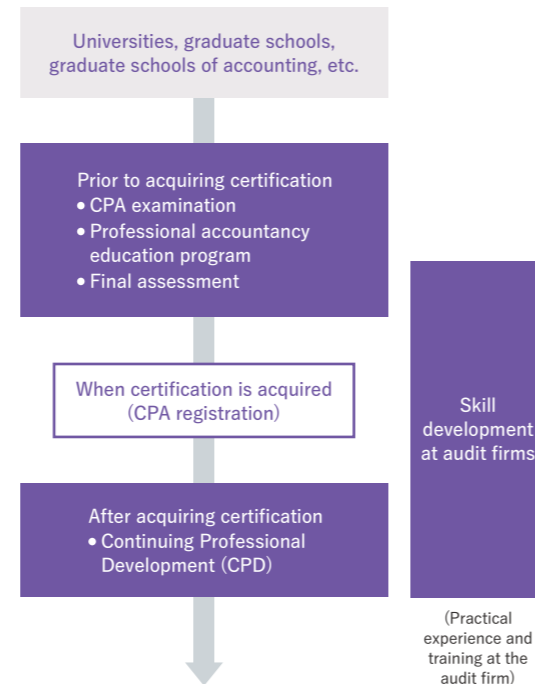 Universities, graduate schools,
graduate schools of accounting, etc.
Prior to acquiring certification
• CPA examination
• Professional accountancy
education program
• Final assessment
When certification is acquired
(CPA registration)
After acquiring certification
• Continuing Professional
Development (CPD)
Skill
development
at audit firms
(Practical
experience and
training at the
audit firm)